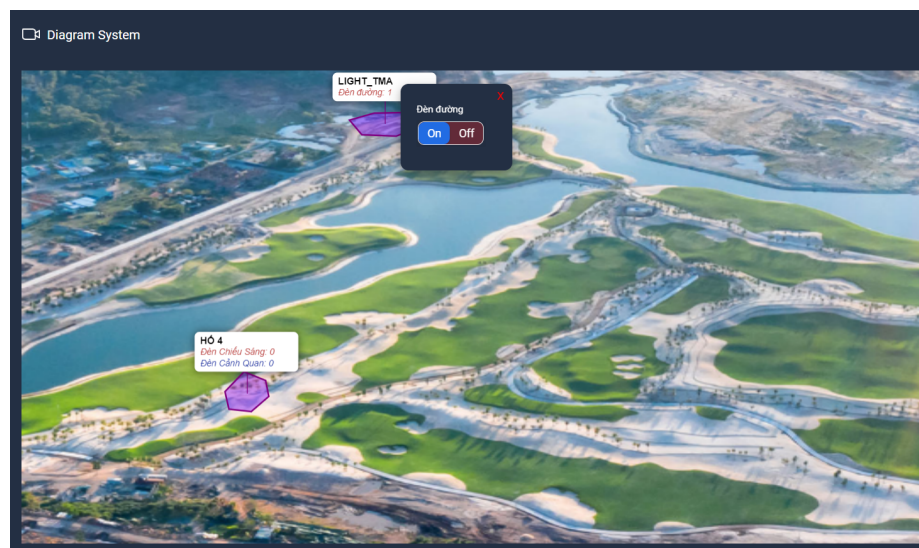 Diagram System
LIGHT_TMA
Đèn đường: 1
X
Đèn đường
On Off
HỐ 4
Đèn Chiếu Sáng: 0
Đèn Cảnh Quan: 0